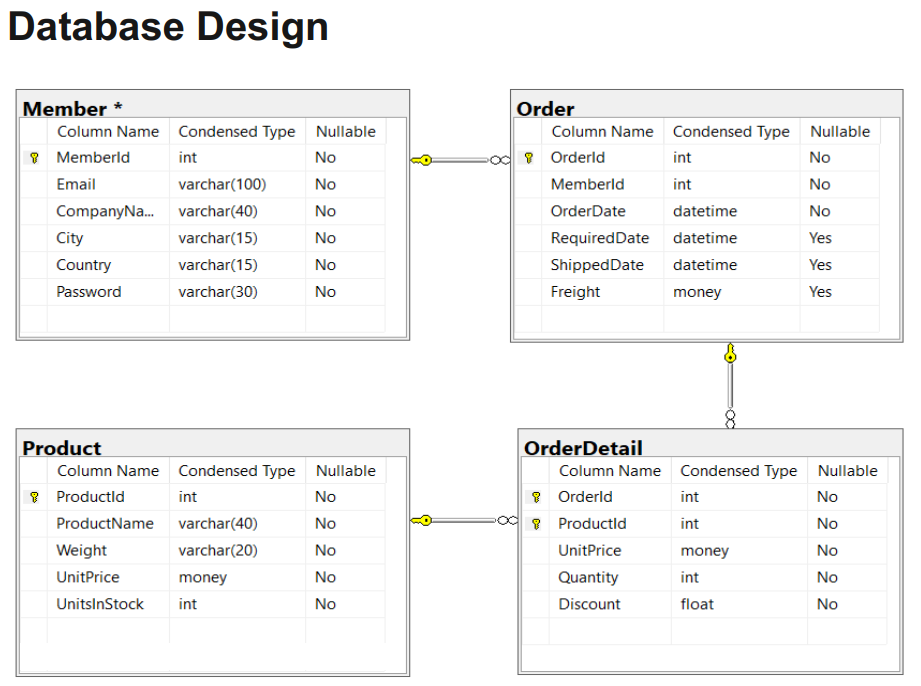 Database Design
Member *
Column Name Condensed Type Nullable
MemberId int No
Email varchar(100) No
CompanyNa... varchar(40) No
City varchar(15) No
Country varchar(15) No
Password varchar(30) No
Order
Column Name Condensed Type Nullable
OrderId int No
MemberId int No
OrderDate datetime No
RequiredDate datetime Yes
ShippedDate datetime Yes
Freight money Yes
Product
Column Name Condensed Type Nullable
ProductId int No
ProductName varchar(40) No
Weight varchar(20) No
UnitPrice money No
UnitsInStock int No
OrderDetail
Column Name Condensed Type Nullable
OrderId int No
ProductId int No
UnitPrice money No
Quantity int No
Discount float No